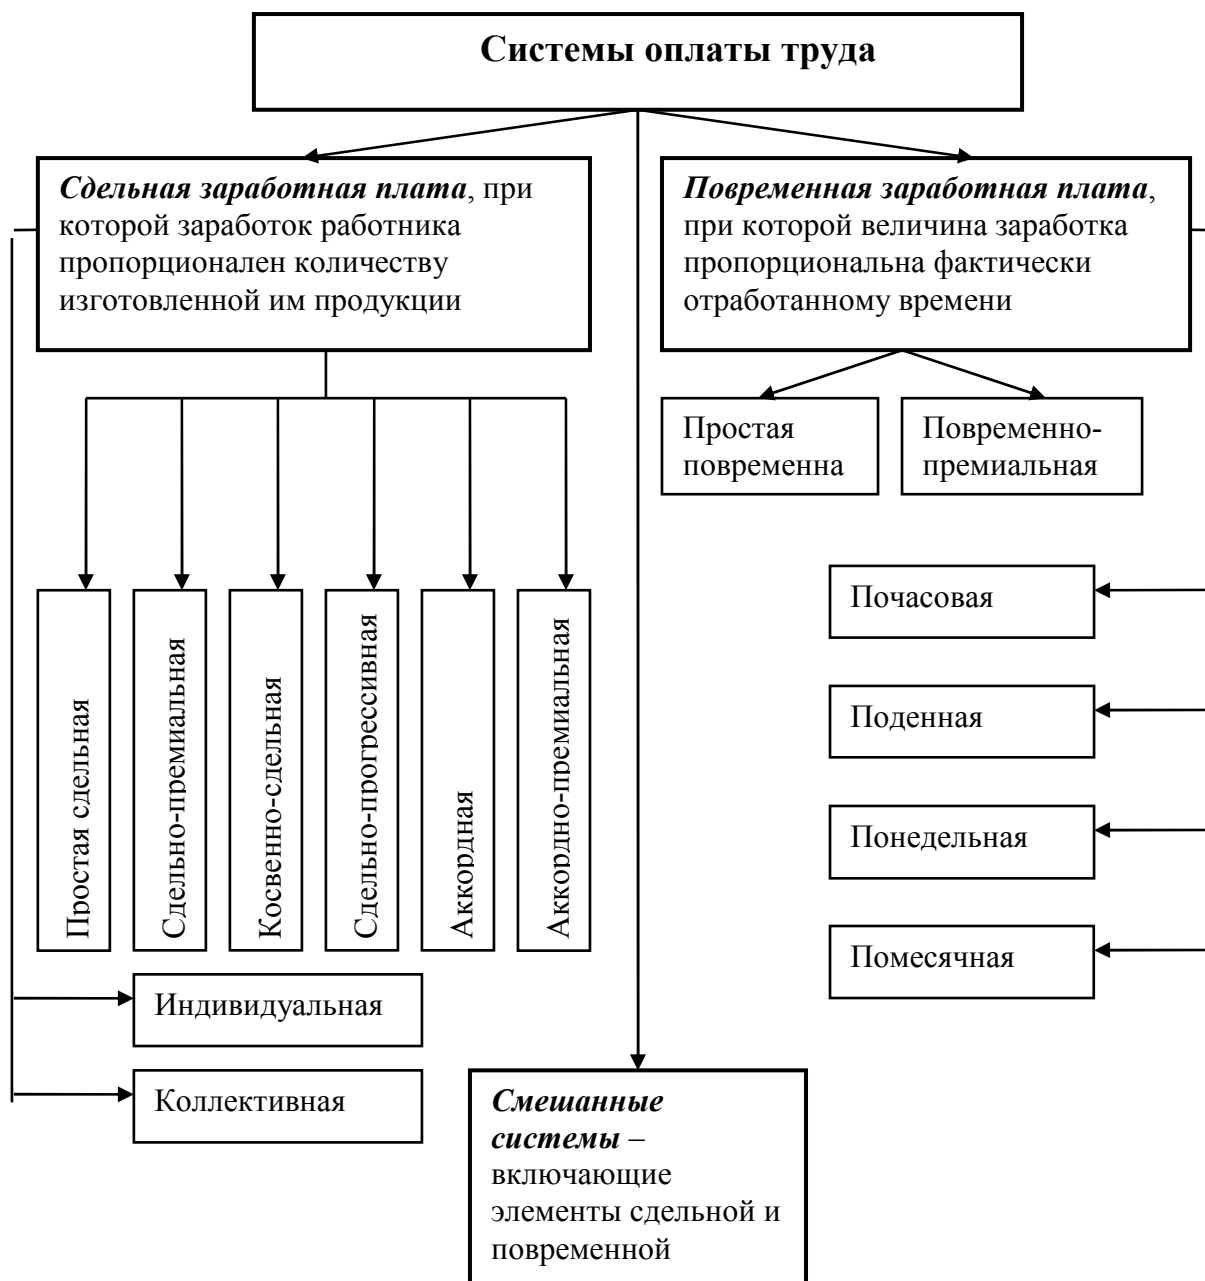 Системы оплаты труда
Сдельная заработная плата, при
которой заработок работника
пропорционален количеству
изготовленной им продукции
Повременная заработная плата,
при которой величина заработка
пропорциональна фактически
отработанному времени
Простая
повременна
Повременно-
премиальная
Простая сдельная
Сдельно-премиальная
Косвенно-сдельная
Сдельно-прогрессивная
Аккордная
Аккордно-премиальная
Почасовая
Поденная
Понедельная
Помесячная
Индивидуальная
Коллективная
Смешанные
системы –
включающие
элементы сдельной и
повременной